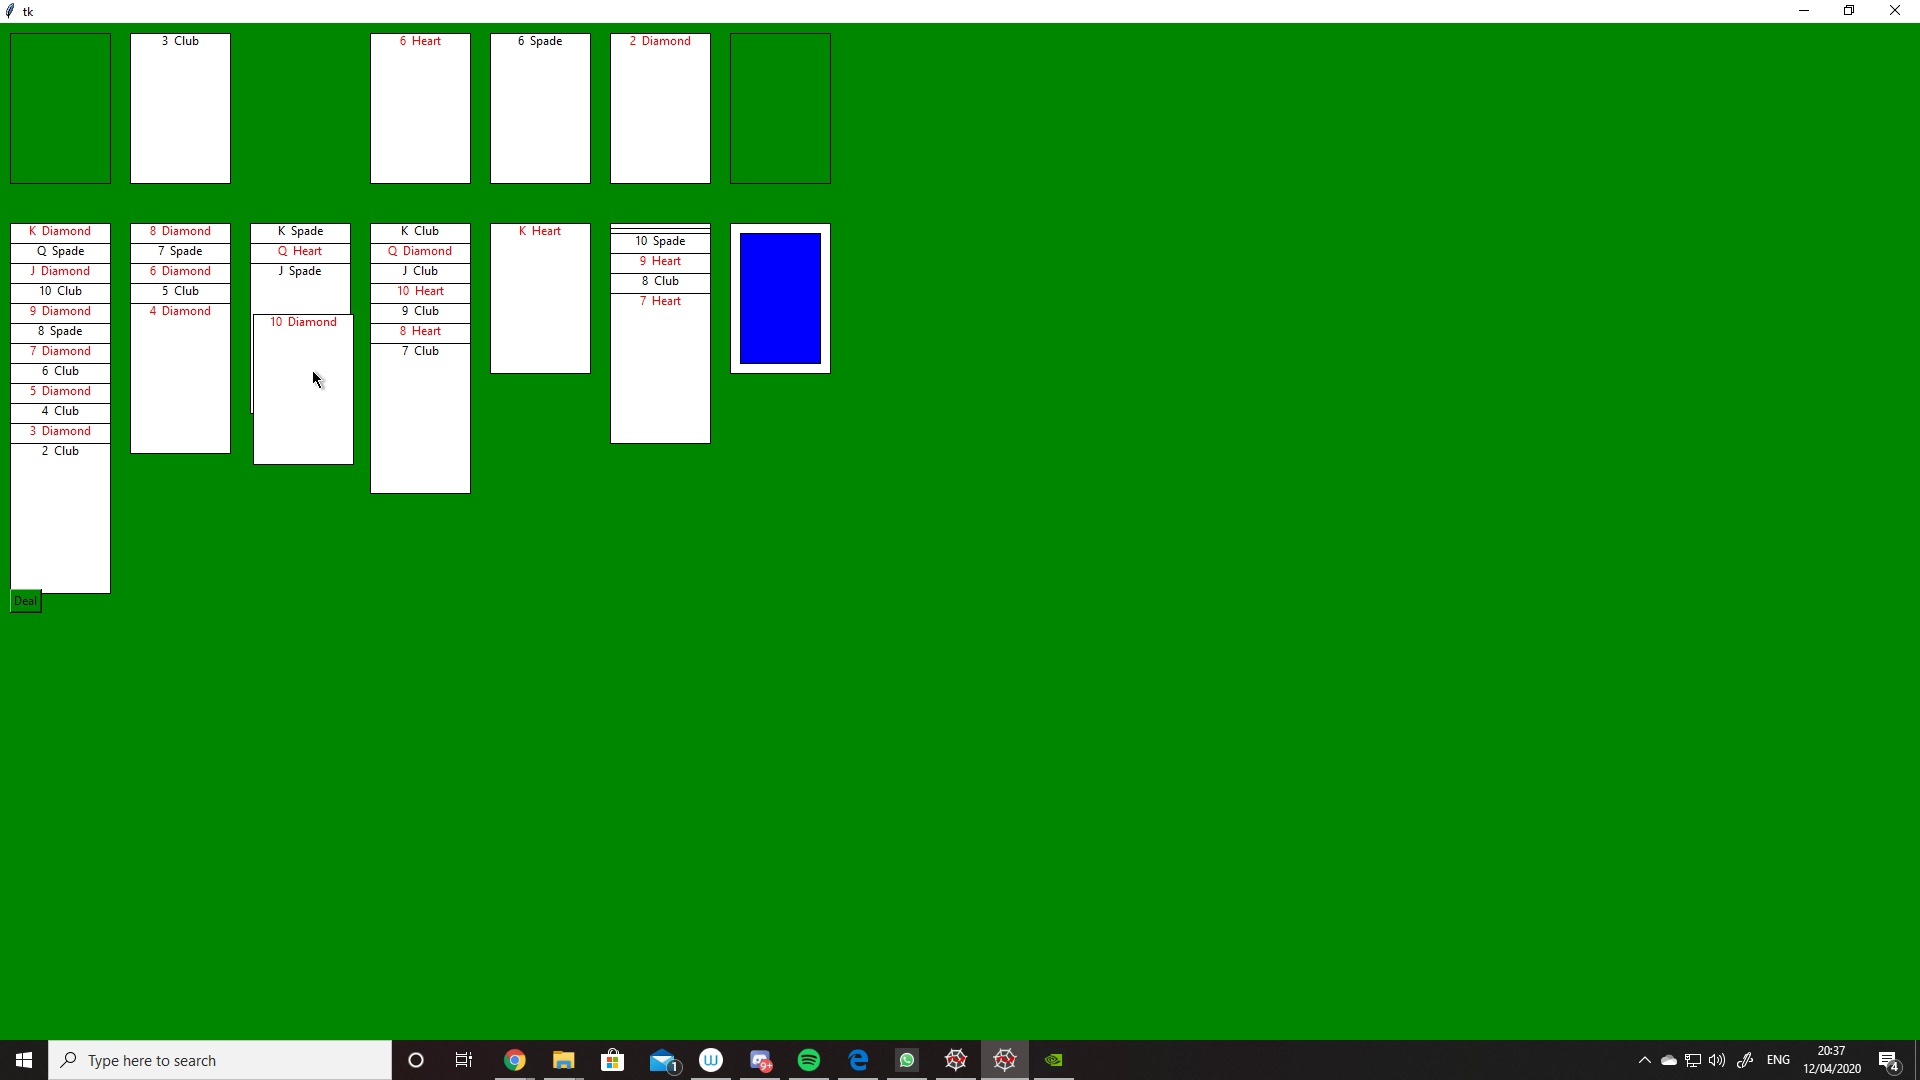 tk
3 Club
6 Heart
6 Spade
2 Diamond
K Diamond
Q Spade
J Diamond
10 Club
9 Diamond
8 Spade
7 Diamond
6 Club
5 Diamond
4 Club
3 Diamond
2 Club
8 Diamond
7 Spade
6 Diamond
5 Club
4 Diamond
K Spade
Q Heart
J Spade
10 Diamond
K Club
Q Diamond
J Club
10 Heart
9 Club
8 Heart
7 Club
K Heart
10 Spade
9 Heart
8 Club
7 Heart
Deal
Type here to search
1
W
9+
ENG
20:37
12/04/2020
4